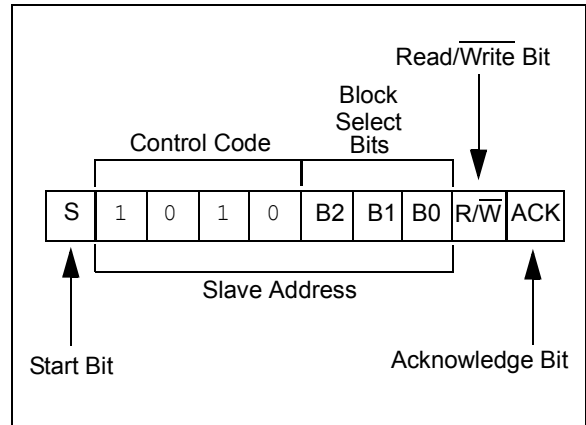 Read/Write Bit
Block
Select
Bits
Control Code
S 1 0 1 0 B2 B1 B0 R/W ACK
Slave Address
Start Bit
Acknowledge Bit